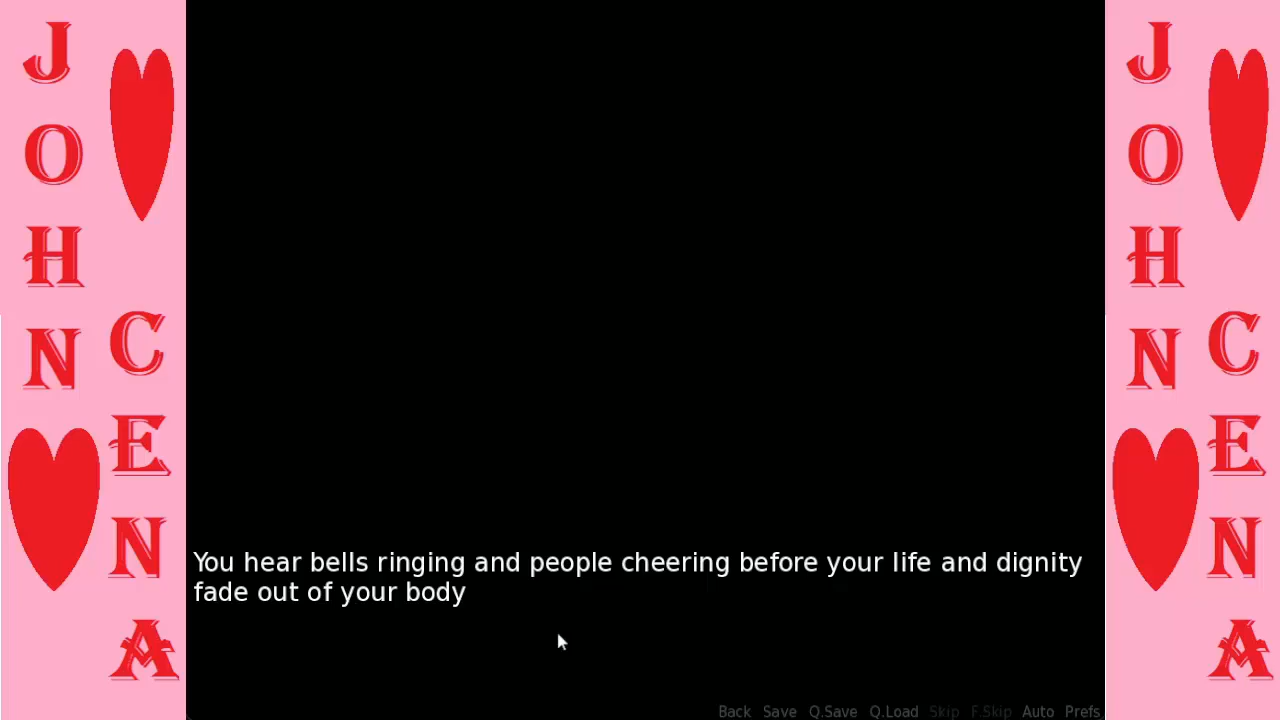 JOHN
CENA
You hear bells ringing and people cheering before your life and dignity
fade out of your body
Back Save Q.Save Q.Load Skip F.Skip Auto Prefs
JOHN
CENA